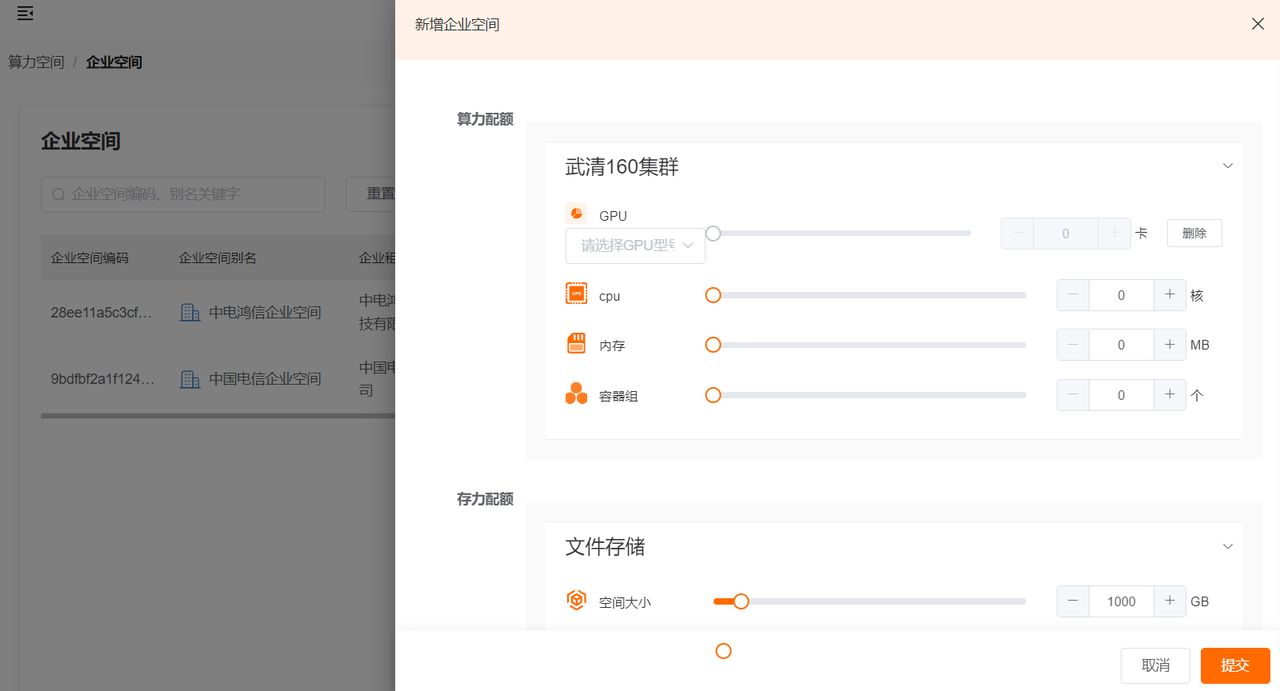 新增企业空间
算力空间 / 企业空间
企业空间
企业空间编码、别名关键字
重置
企业空间编码 企业空间别名 企业租
28ee11a5c3cf... 中电鸿信企业空间 中电鸿
技有限
9bdfbf2a1f124... 中国电信企业空间 中国电
司
算力配额
武清160集群
GPU
请选择GPU型号 0 卡 删除
cpu 0 核
内存 0 MB
容器组 0 个
存力配额
文件存储
空间大小 1000 GB
取消 提交